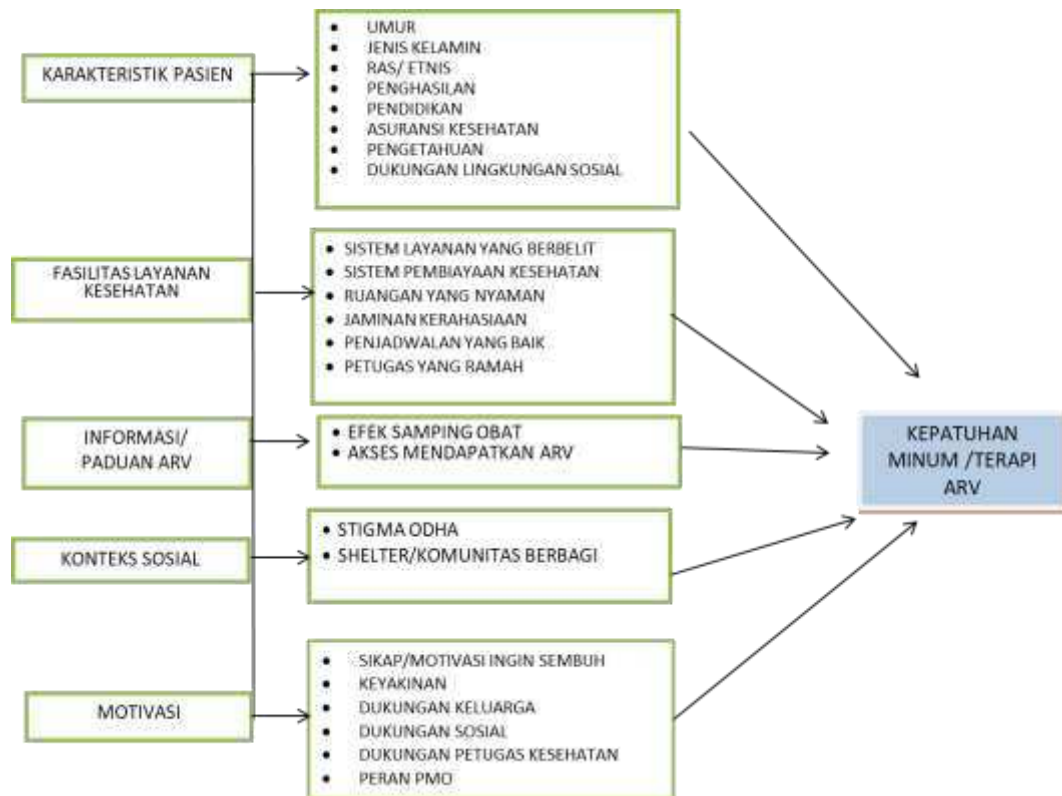 KARAKTERISTIK PASIEN
• UMUR
• JENIS KELAMIN
• RAS/ ETNIS
• PENGHASILAN
• PENDIDIKAN
• ASURANSI KESEHATAN
• PENGETAHUAN
• DUKUNGAN LINGKUNGAN SOSIAL
FASILITAS LAYANAN
KESEHATAN
• SISTEM LAYANAN YANG BERBELIT
• SISTEM PEMBIAYAAN KESEHATAN
• RUANGAN YANG NYAMAN
• JAMINAN KERAHASIAAN
• PENJADWALAN YANG BAIK
• PETUGAS YANG RAMAH
INFORMASI/
PADUAN ARV
• EFEK SAMPING OBAT
• AKSES MENDAPATKAN ARV
KONTEKS SOSIAL
• STIGMA ODHA
• SHELTER/KOMUNITAS BERBAGI
MOTIVASI
• SIKAP/MOTIVASI INGIN SEMBUH
• KEYAKINAN
• DUKUNGAN KELUARGA
• DUKUNGAN SOSIAL
• DUKUNGAN PETUGAS KESEHATAN
• PERAN PMO
KEPATUHAN
MINUM /TERAPI
ARV